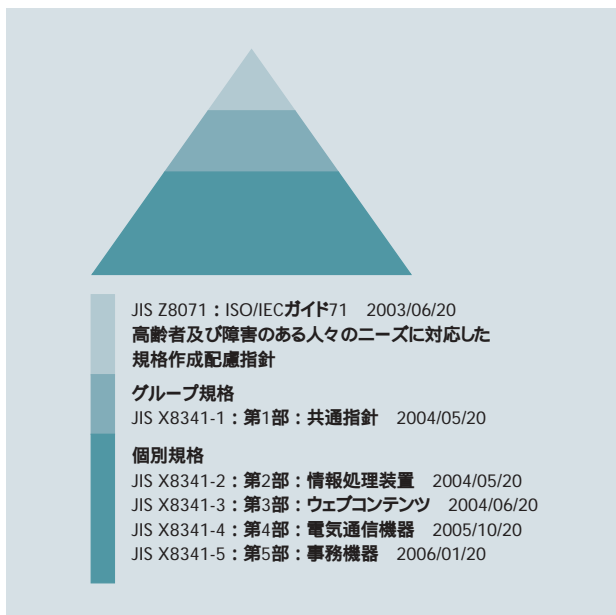 JIS Z8071：ISO/IECガイド71 2003/06/20
高齢者及び障害のある人々のニーズに対応した
規格作成配慮指針
グループ規格
JIS X8341-1：第1部：共通指針 2004/05/20
個別規格
JIS X8341-2：第2部：情報処理装置 2004/05/20
JIS X8341-3：第3部：ウェブコンテンツ 2004/06/20
JIS X8341-4：第4部：電気通信機器 2005/10/20
JIS X8341-5：第5部：事務機器 2006/01/20